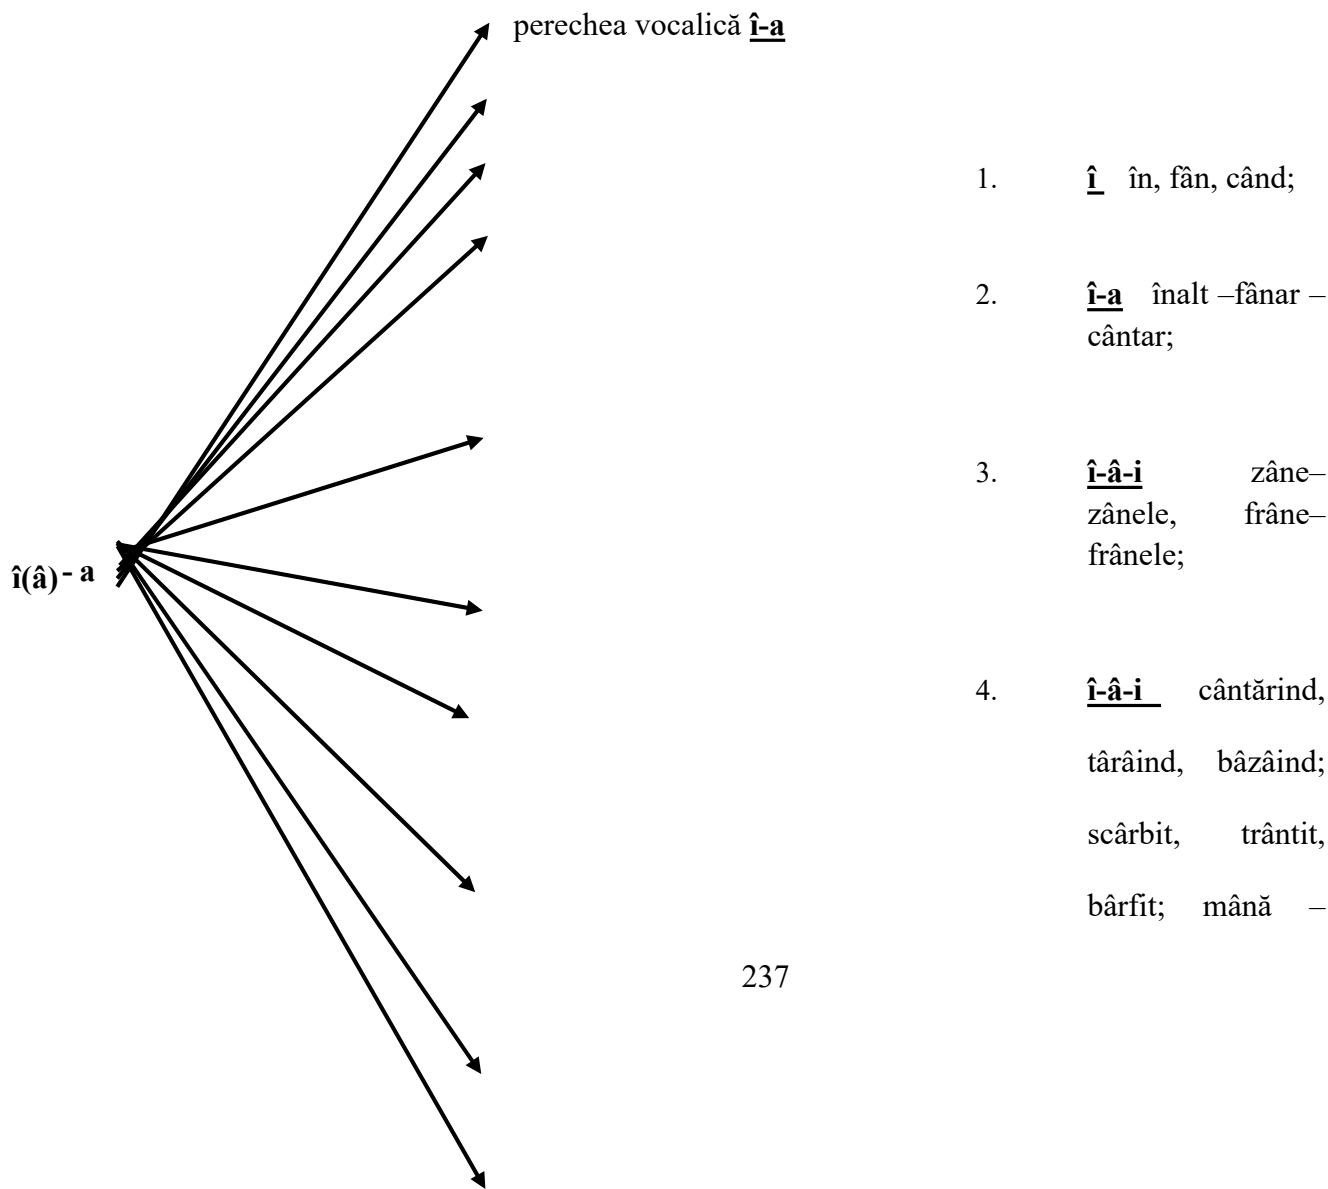 perechea vocalică î-a
1. î în, fân, când;
2. î-a înalt –fânar –
cântar;
3. î-â-i zâne–
zânele, frâne–
frânele;
î(â) - a
4. î-â-i cântărind,
târâind, bâzâind;
scârbit, trântit,
bârfit; mână –
237